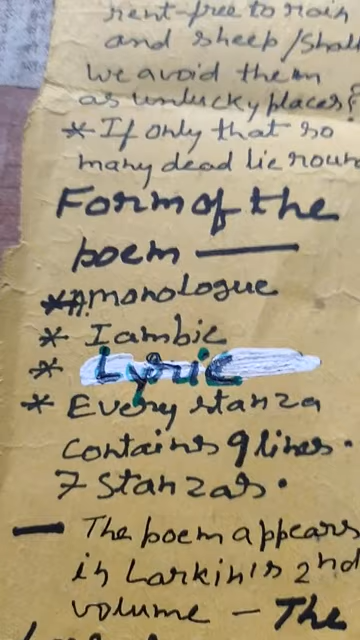 rent-free to rain
and sheep/Shall
we avoid them
as unlucky places?
* If only that so
many dead lie roun
Form of the
poem —
* A monologue
* Iambic
* Lyric
* Every stanza
contains 9 lines.
7 Stanzas.
— The poem appears
in Larkin's 2nd
volume - The